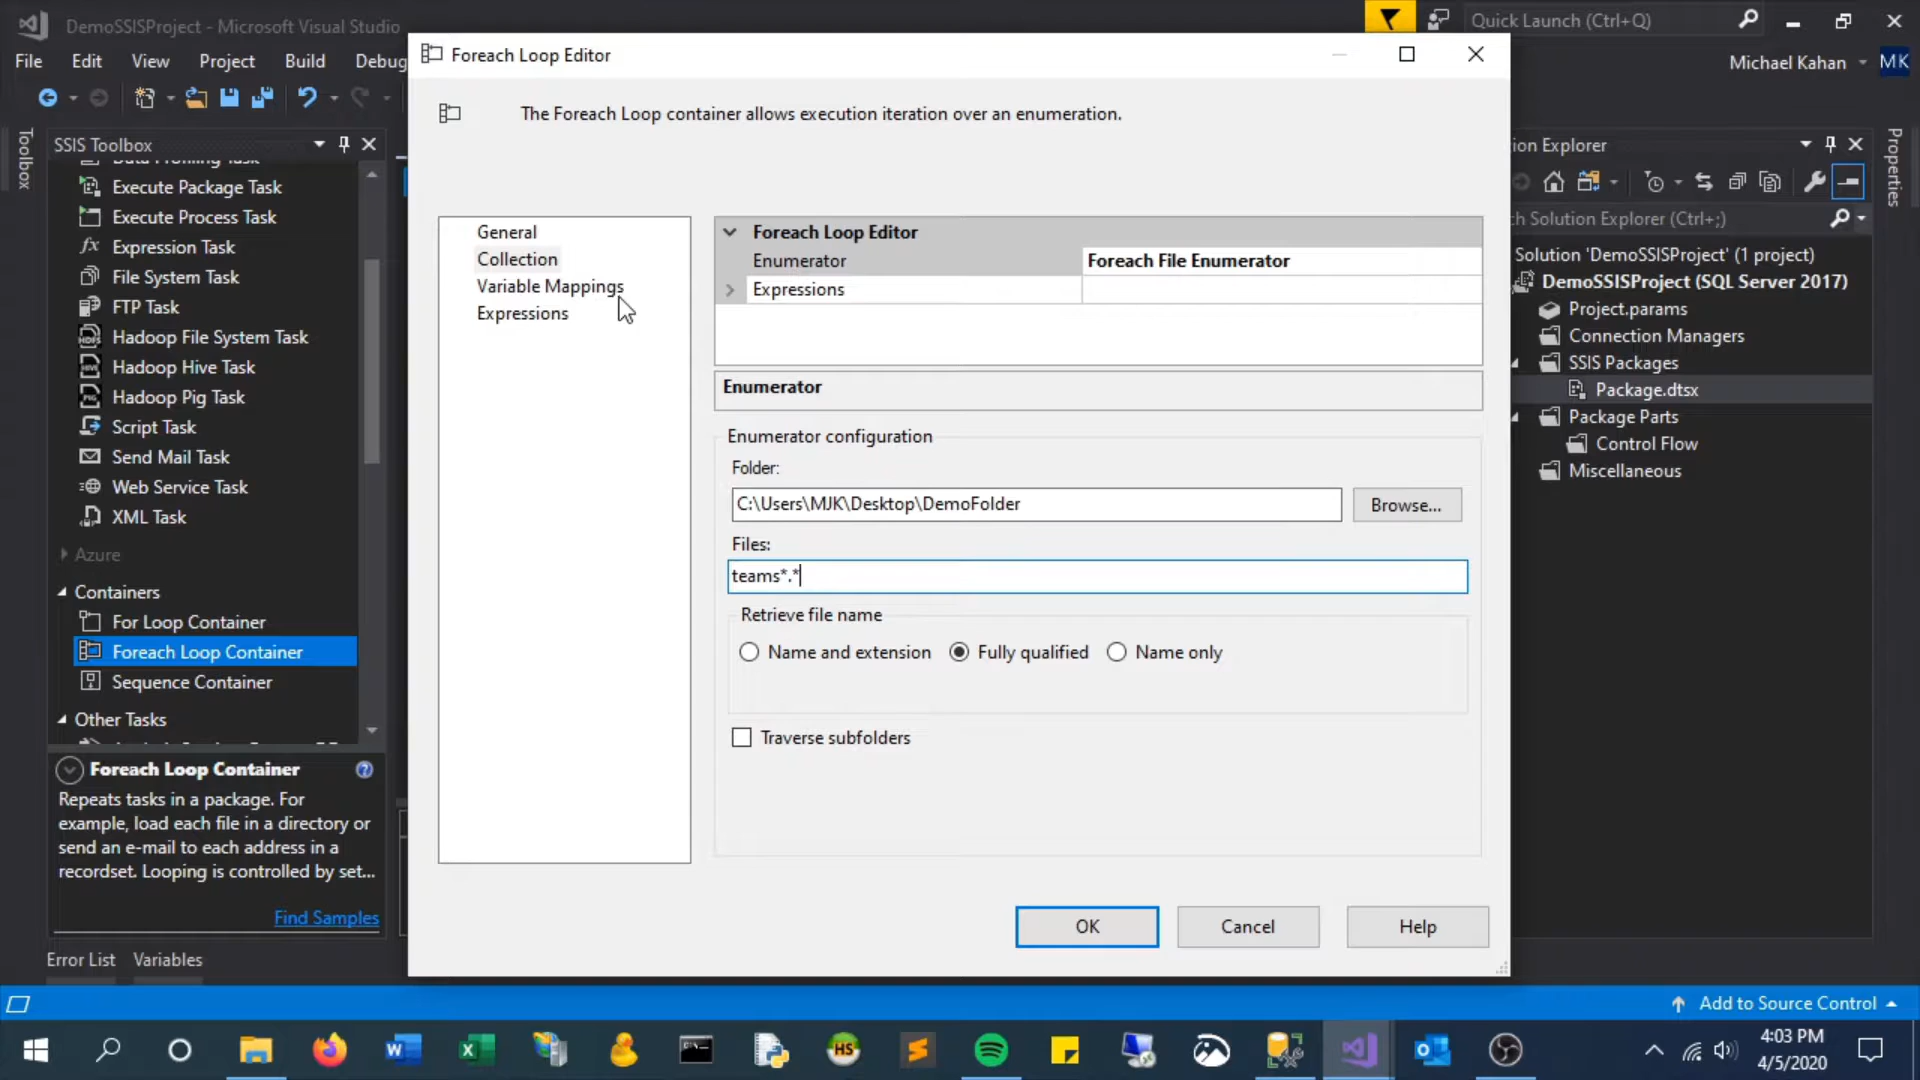 DemoSSISProject - Microsoft Visual Studio
Quick Launch (Ctrl+Q)
File Edit View Project Build Debug
Michael Kahan MK
Toolbox
SSIS Toolbox
Data Profiling Task
Execute Package Task
Execute Process Task
Expression Task
File System Task
FTP Task
Hadoop File System Task
Hadoop Hive Task
Hadoop Pig Task
Script Task
Send Mail Task
Web Service Task
XML Task
Azure
Containers
For Loop Container
Foreach Loop Container
Sequence Container
Other Tasks
Foreach Loop Container
Repeats tasks in a package. For
example, load each file in a directory or
send an e-mail to each address in a
recordset. Looping is controlled by set...
Find Samples
Error List Variables
Foreach Loop Editor
The Foreach Loop container allows execution iteration over an enumeration.
General
Collection
Variable Mappings
Expressions
Foreach Loop Editor
Enumerator Foreach File Enumerator
Expressions
Enumerator
Enumerator configuration
Folder:
C:\Users\MJK\Desktop\DemoFolder
Browse...
Files:
teams*.*
Retrieve file name
Name and extension Fully qualified Name only
Traverse subfolders
OK Cancel Help
ion Explorer
ch Solution Explorer (Ctrl+;)
Solution 'DemoSSISProject' (1 project)
DemoSSISProject (SQL Server 2017)
Project.params
Connection Managers
SSIS Packages
Package.dtsx
Package Parts
Control Flow
Miscellaneous
Properties
Add to Source Control
HS
4:03 PM
4/5/2020